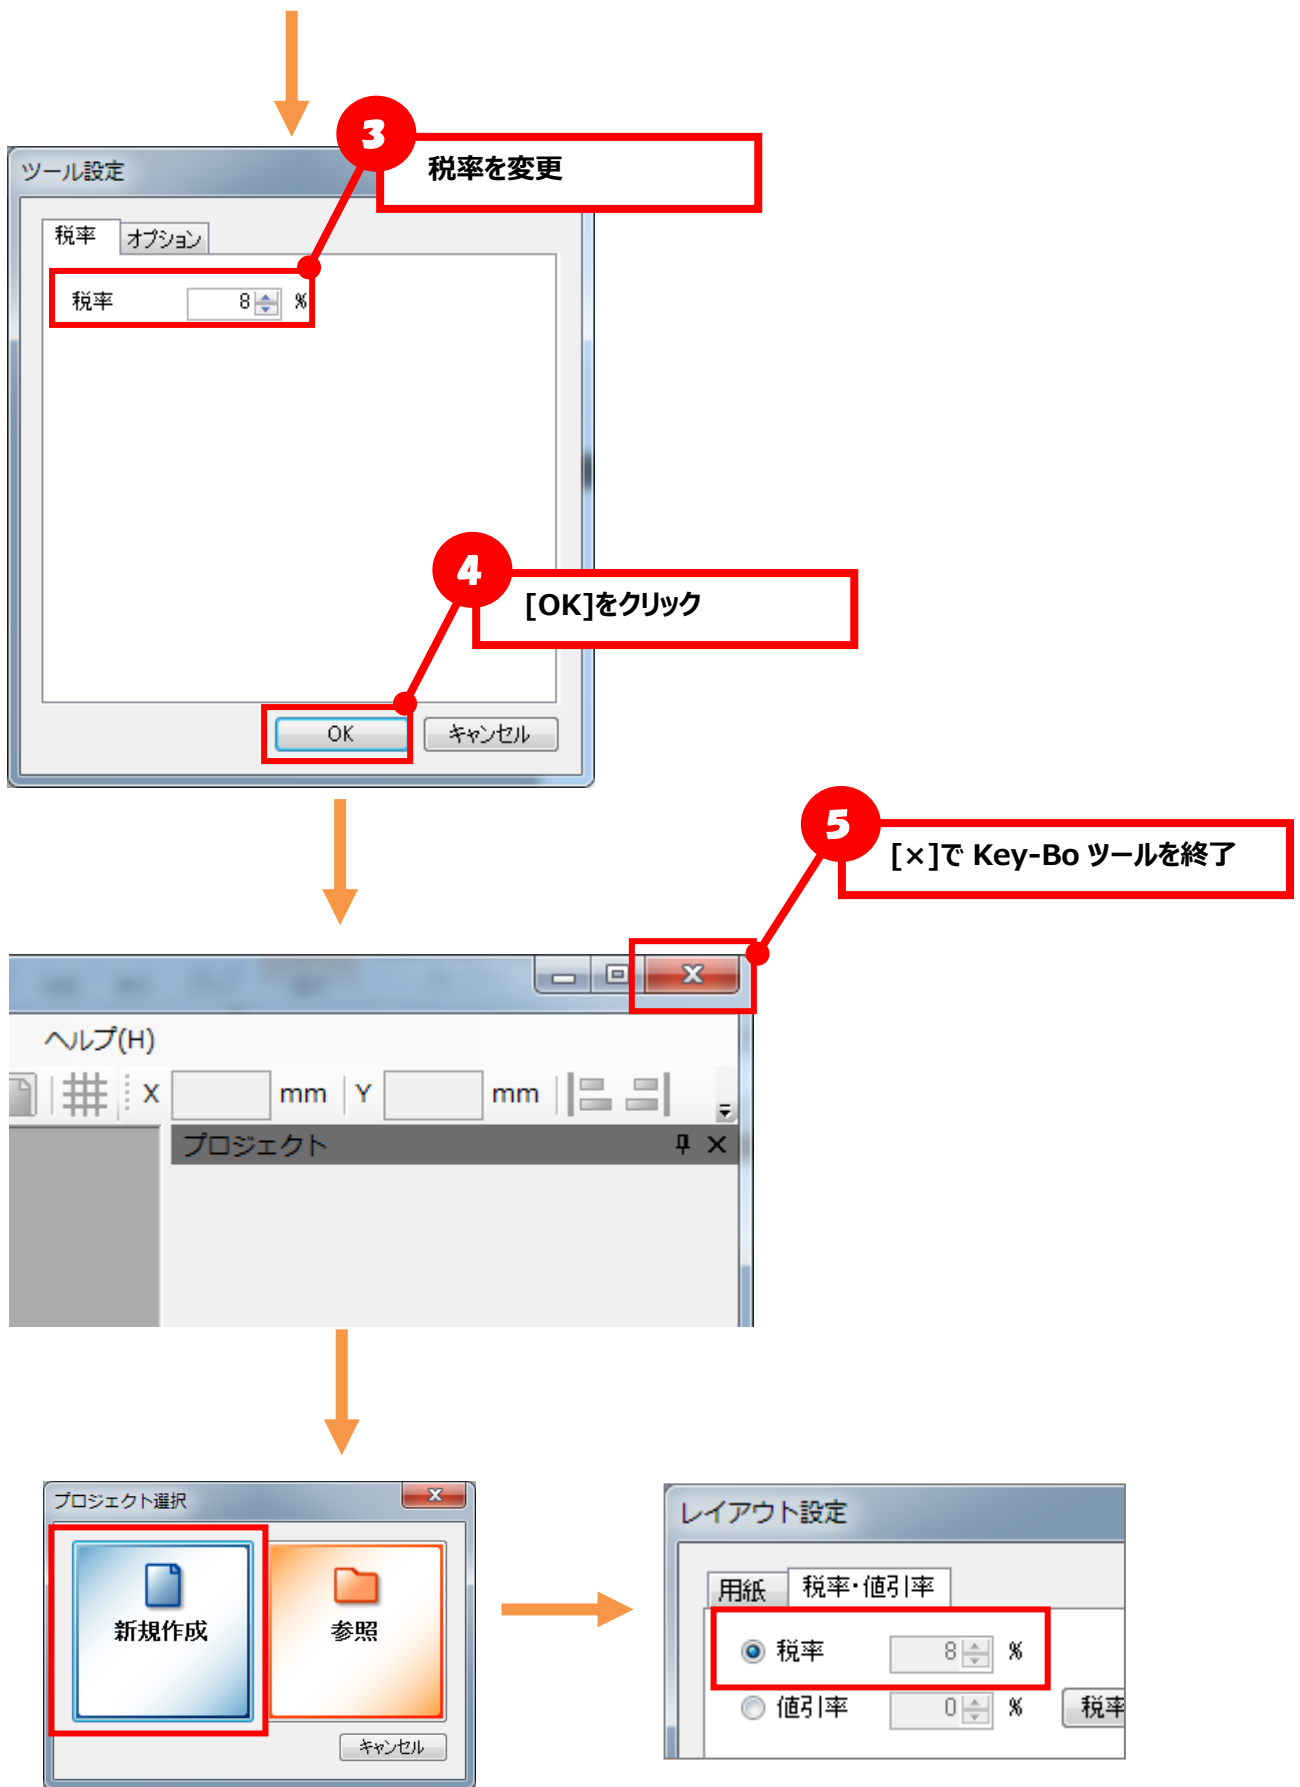 3
税率を変更
ツール設定
税率 オプション
税率 8 %
4
[OK]をクリック
OK キャンセル
5
[×]で Key-Bo ツールを終了
ヘルプ(H)
X mm Y mm
プロジェクト
プロジェクト選択
新規作成 参照
キャンセル
レイアウト設定
用紙 税率・値引率
税率 8 %
値引率 0 % 税率